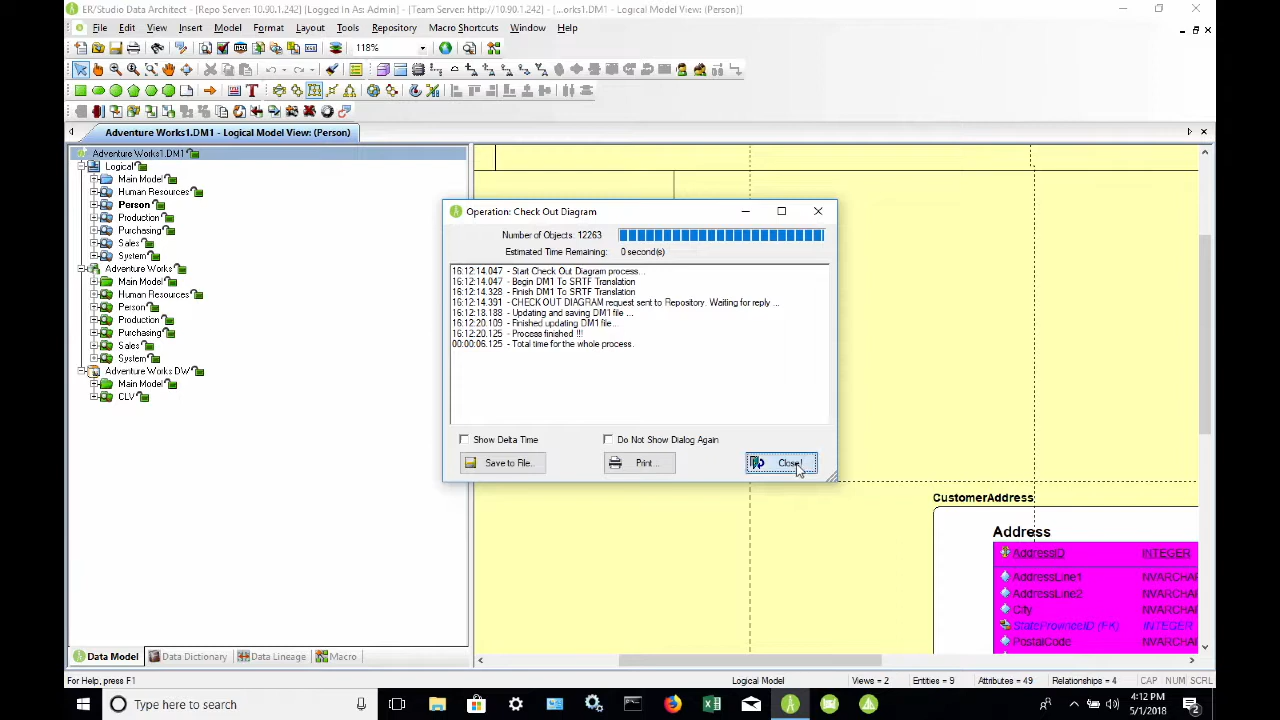 ER/Studio Data Architect [Repo Server: 10.90.1.242] [Logged In As: Admin] - [Team Server: http://10.90.1.242] - [...orks1.DM1 - Logical Model View: (Person)]
File Edit View Insert Model Format Layout Tools Repository Macro Shortcuts Window Help
118%
Adventure Works1.DM1 - Logical Model View: (Person)
Adventure Works1.DM1
Logical
Main Model
Human Resources
Person
Production
Purchasing
Sales
System
Adventure Works
Main Model
Human Resources
Person
Production
Purchasing
Sales
System
Adventure Works DW
Main Model
CLV
Operation: Check Out Diagram
Number of Objects: 12263
Estimated Time Remaining: 0 second(s)
16:12:14.047 - Start Check Out Diagram process...
16:12:14.047 - Begin DM1 To SRTF Translation
16:12:14.328 - Finish DM1 To SRTF Translation
16:12:14.391 - CHECK OUT DIAGRAM request sent to Repository. Waiting for reply ...
16:12:18.188 - Updating and saving DM1 file ...
16:12:20.109 - Finished updating DM1 file...
16:12:20.125 - Process finished !!!
00:00:06.125 - Total time for the whole process.
Show Delta Time
Do Not Show Dialog Again
Save to File..
Print...
Close!
CustomerAddress
Address
AddressID INTEGER
AddressLine1 NVARCHA
AddressLine2 NVARCHA
City NVARCHA
StateProvinceID (FK) INTEGER
PostalCode NVARCHA
Data Model Data Dictionary Data Lineage Macro
For Help, press F1
Logical Model Views = 2 Entities = 9 Attributes = 49 Relationships = 4 CAP NUM SCRL
Type here to search
4:12 PM
5/1/2018
2